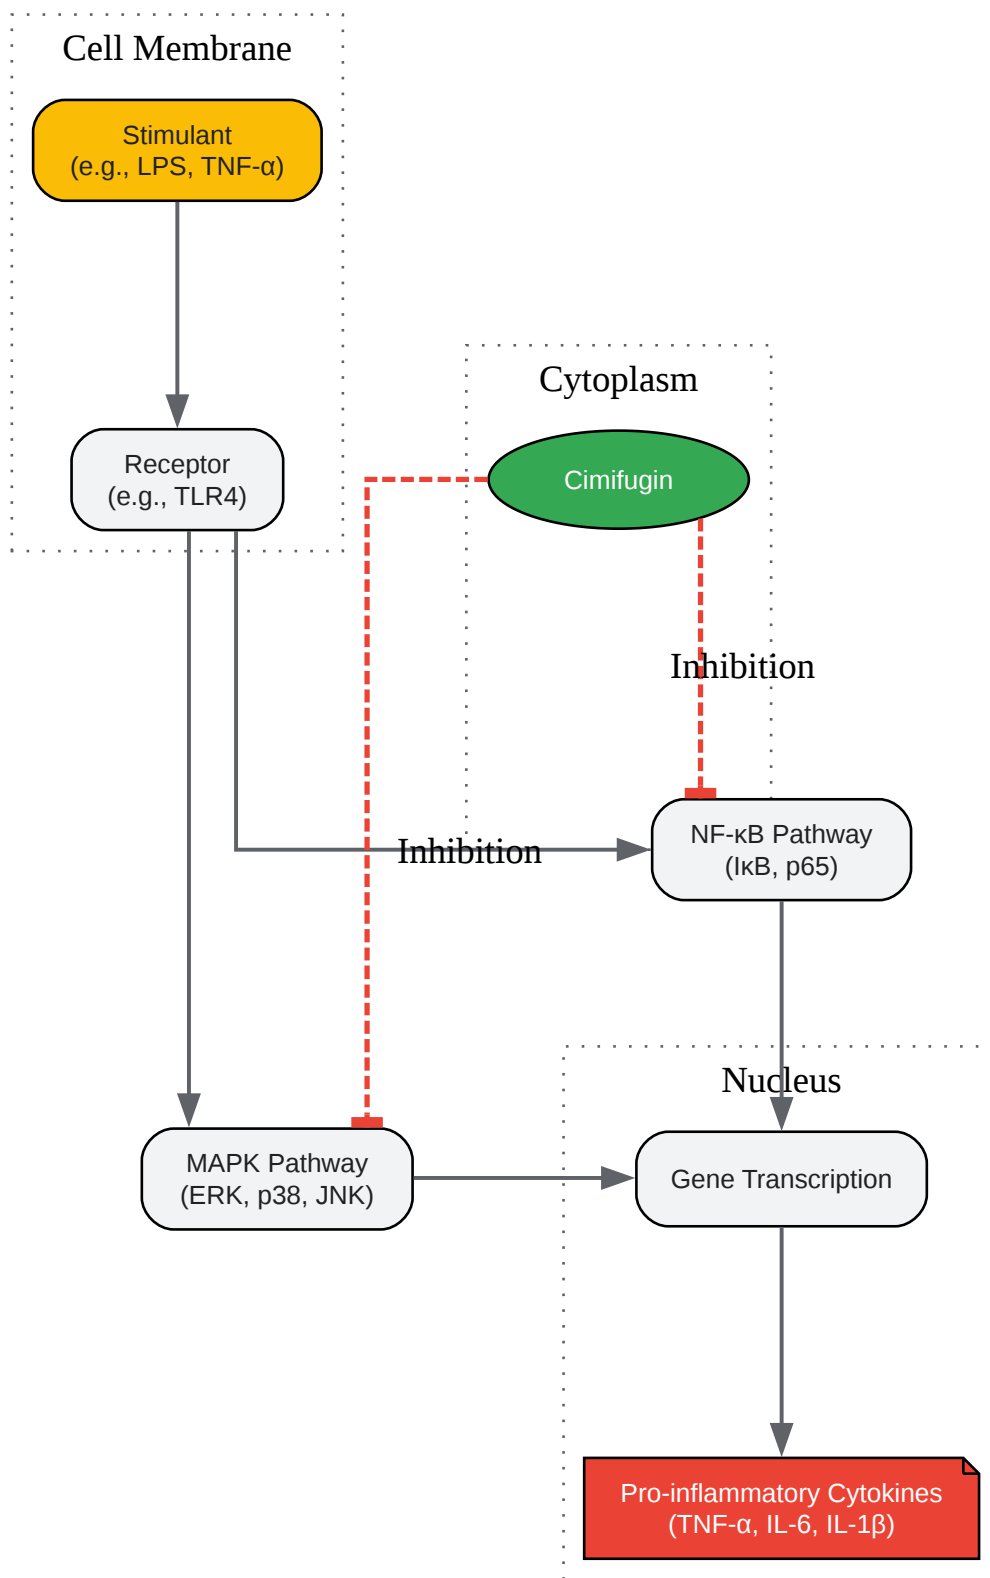 Cell Membrane
Stimulant
(e.g., LPS, TNF-α)
Receptor
(e.g., TLR4)
Cytoplasm
Cimifugin
Inhibition
Inhibition
NF-κB Pathway
(IκB, p65)
Nucleus
MAPK Pathway
(ERK, p38, JNK)
Gene Transcription
Pro-inflammatory Cytokines
(TNF-α, IL-6, IL-1β)